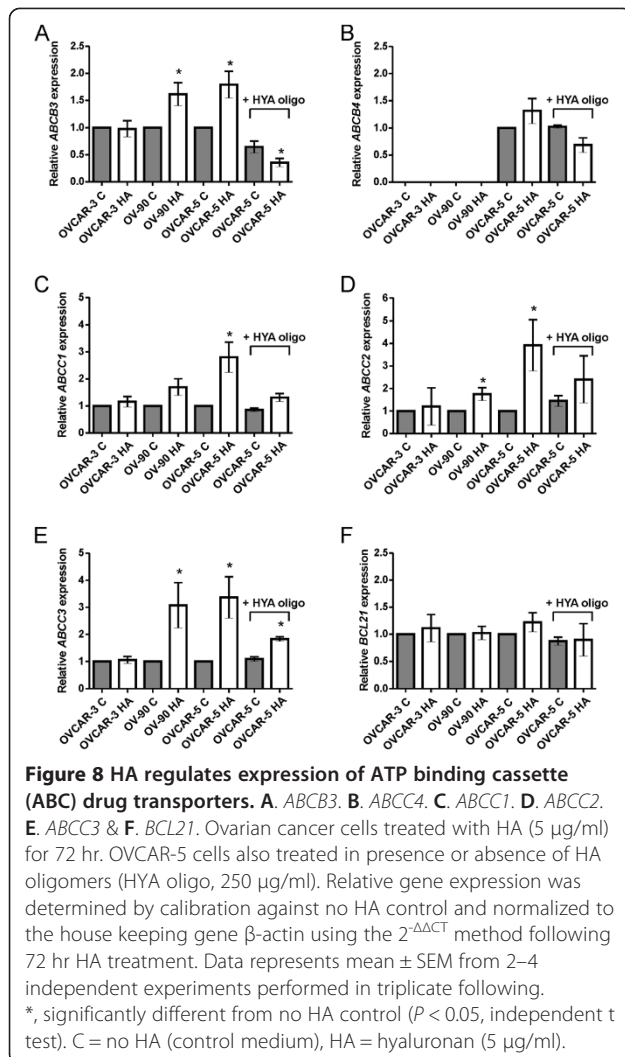 A
Relative ABCB3 expression
2.5
2.0
1.5
1.0
0.5
0.0
*
*
+ HYA oligo
*
OVCAR-3 C
OVCAR-3 HA
OV-90 C
OV-90 HA
OVCAR-5 C
OVCAR-5 HA
OVCAR-5 C
OVCAR-5 HA
B
Relative ABCB4 expression
2.5
2.0
1.5
1.0
0.5
0.0
+ HYA oligo
OVCAR-3 C
OVCAR-3 HA
OV-90 C
OV-90 HA
OVCAR-5 C
OVCAR-5 HA
OVCAR-5 C
OVCAR-5 HA
C
Relative ABCC1 expression
5
4
3
2
1
0
*
+ HYA oligo
OVCAR-3 C
OVCAR-3 HA
OV-90 C
OV-90 HA
OVCAR-5 C
OVCAR-5 HA
OVCAR-5 C
OVCAR-5 HA
D
Relative ABCC2 expression
6
5
4
3
2
1
0
*
*
+ HYA oligo
OVCAR-3 C
OVCAR-3 HA
OV-90 C
OV-90 HA
OVCAR-5 C
OVCAR-5 HA
OVCAR-5 C
OVCAR-5 HA
E
Relative ABCC3 expression
5
4
3
2
1
0
*
*
+ HYA oligo
*
OVCAR-3 C
OVCAR-3 HA
OV-90 C
OV-90 HA
OVCAR-5 C
OVCAR-5 HA
OVCAR-5 C
OVCAR-5 HA
F
Relative BCL21 expression
2.5
2.0
1.5
1.0
0.5
0.0
+ HYA oligo
OVCAR-3 C
OVCAR-3 HA
OV-90 C
OV-90 HA
OVCAR-5 C
OVCAR-5 HA
OVCAR-5 C
OVCAR-5 HA
Figure 8 HA regulates expression of ATP binding cassette
(ABC) drug transporters. A. ABCB3. B. ABCC4. C. ABCC1. D. ABCC2.
E. ABCC3 & F. BCL21. Ovarian cancer cells treated with HA (5 μg/ml)
for 72 hr. OVCAR-5 cells also treated in presence or absence of HA
oligomers (HYA oligo, 250 μg/ml). Relative gene expression was
determined by calibration against no HA control and normalized to
the house keeping gene β-actin using the 2^-ΔΔCT method following
72 hr HA treatment. Data represents mean ± SEM from 2–4
independent experiments performed in triplicate following.
*, significantly different from no HA control (P < 0.05, independent t
test). C = no HA (control medium), HA = hyaluronan (5 μg/ml).